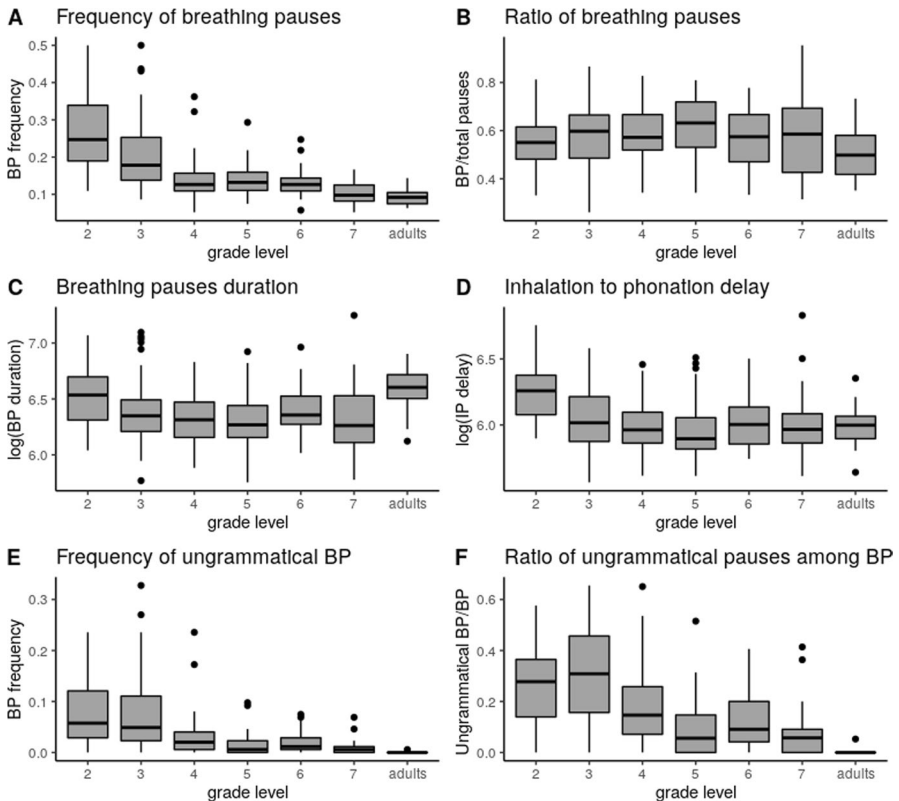 A Frequency of breathing pauses
BP frequency
0.5
0.4
0.3
0.2
0.1
2 3 4 5 6 7 adults
grade level
B Ratio of breathing pauses
BP/total pauses
0.8
0.6
0.4
2 3 4 5 6 7 adults
grade level
C Breathing pauses duration
log(BP duration)
7.0
6.5
6.0
2 3 4 5 6 7 adults
grade level
D Inhalation to phonation delay
log(IP delay)
6.5
6.0
2 3 4 5 6 7 adults
grade level
E Frequency of ungrammatical BP
BP frequency
0.3
0.2
0.1
0.0
2 3 4 5 6 7 adults
grade level
F Ratio of ungrammatical pauses among BP
Ungrammatical BP/BP
0.6
0.4
0.2
0.0
2 3 4 5 6 7 adults
grade level